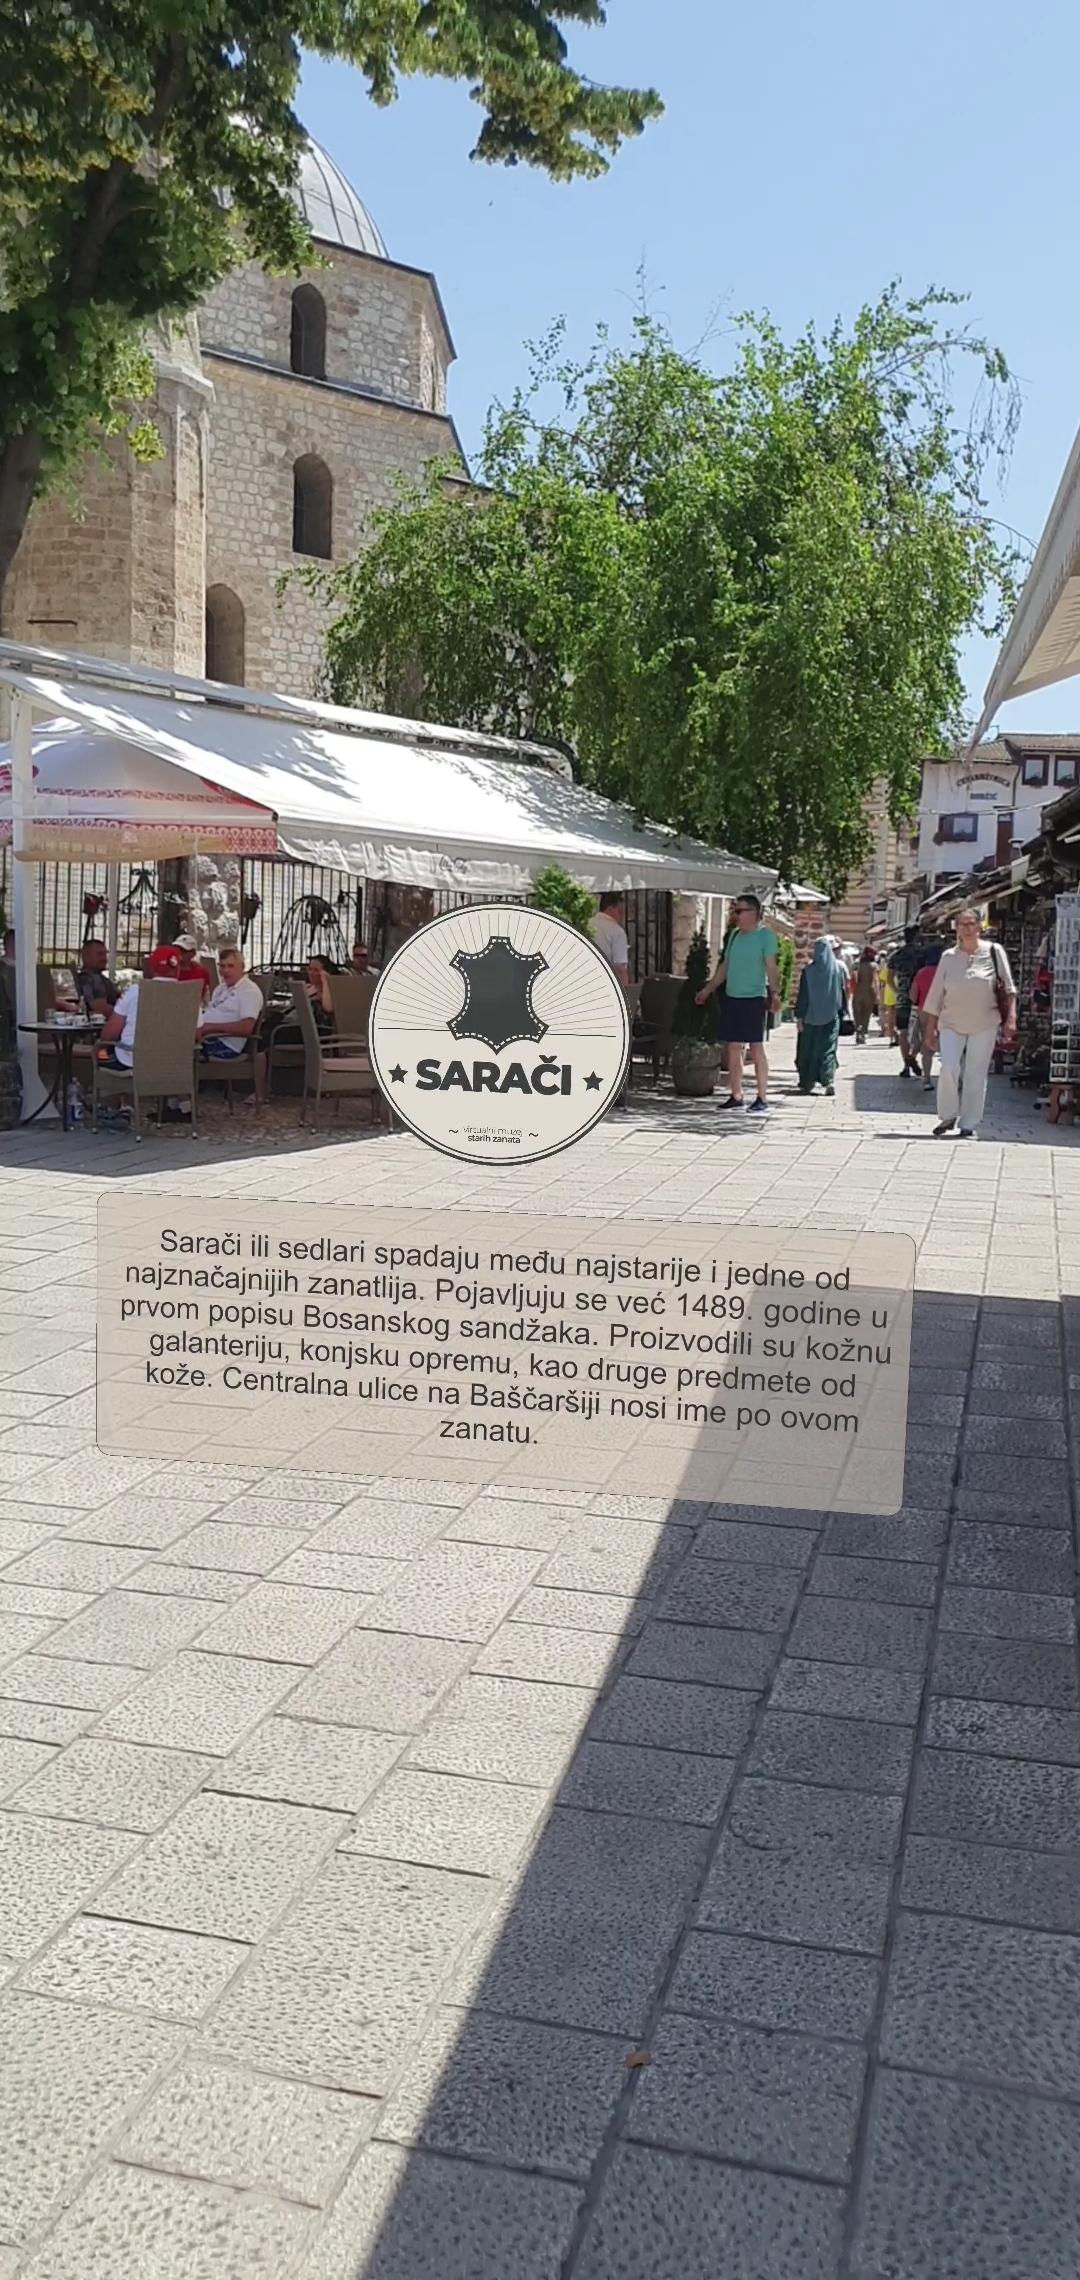 ĆEVABDŽINICA
HODŽIĆ
SARAČI
~ virtualni muzej ~
starih zanata
Sarači ili sedlari spadaju među najstarije i jedne od
najznačajnijih zanatlija. Pojavljuju se već 1489. godine u
prvom popisu Bosanskog sandžaka. Proizvodili su kožnu
galanteriju, konjsku opremu, kao druge predmete od
kože. Centralna ulice na Baščaršiji nosi ime po ovom
zanatu.